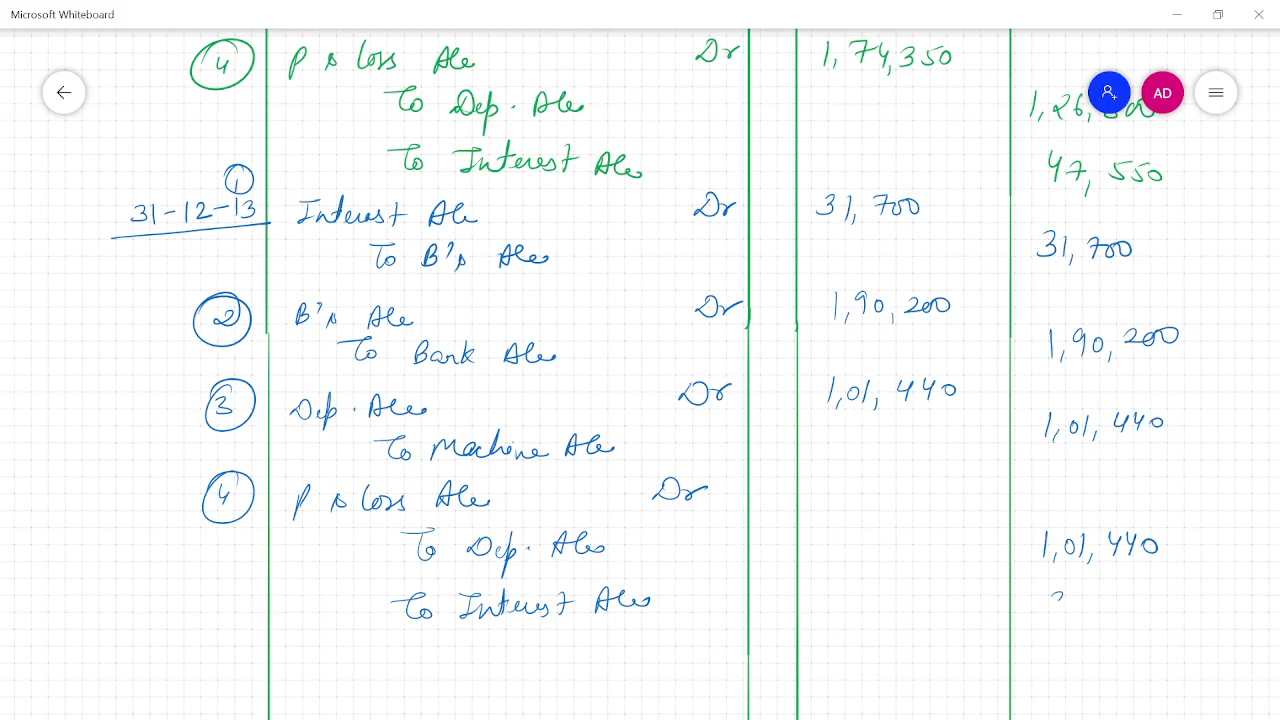 Microsoft Whiteboard
4 P & Loss A/c Dr 1,74,350
To Dep. A/c 1,26,
AD
To Interest A/c 47,550
1
31-12-13 Interest A/c Dr 31,700
To B's A/c 31,700
2 B's A/c Dr 1,90,200
To Bank A/c 1,90,200
3 Dep. A/c Dr 1,01,440
To Machine A/c 1,01,440
4 P & Loss A/c Dr
To Dep. A/c 1,01,440
To Interest A/c